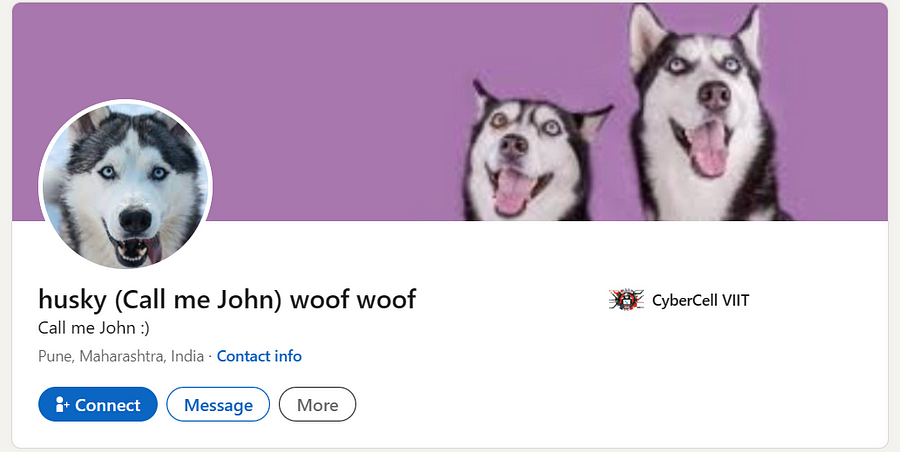 husky (Call me John) woof woof
CyberCell VIIT
Call me John :)
Pune, Maharashtra, India · Contact info
Connect
Message
More